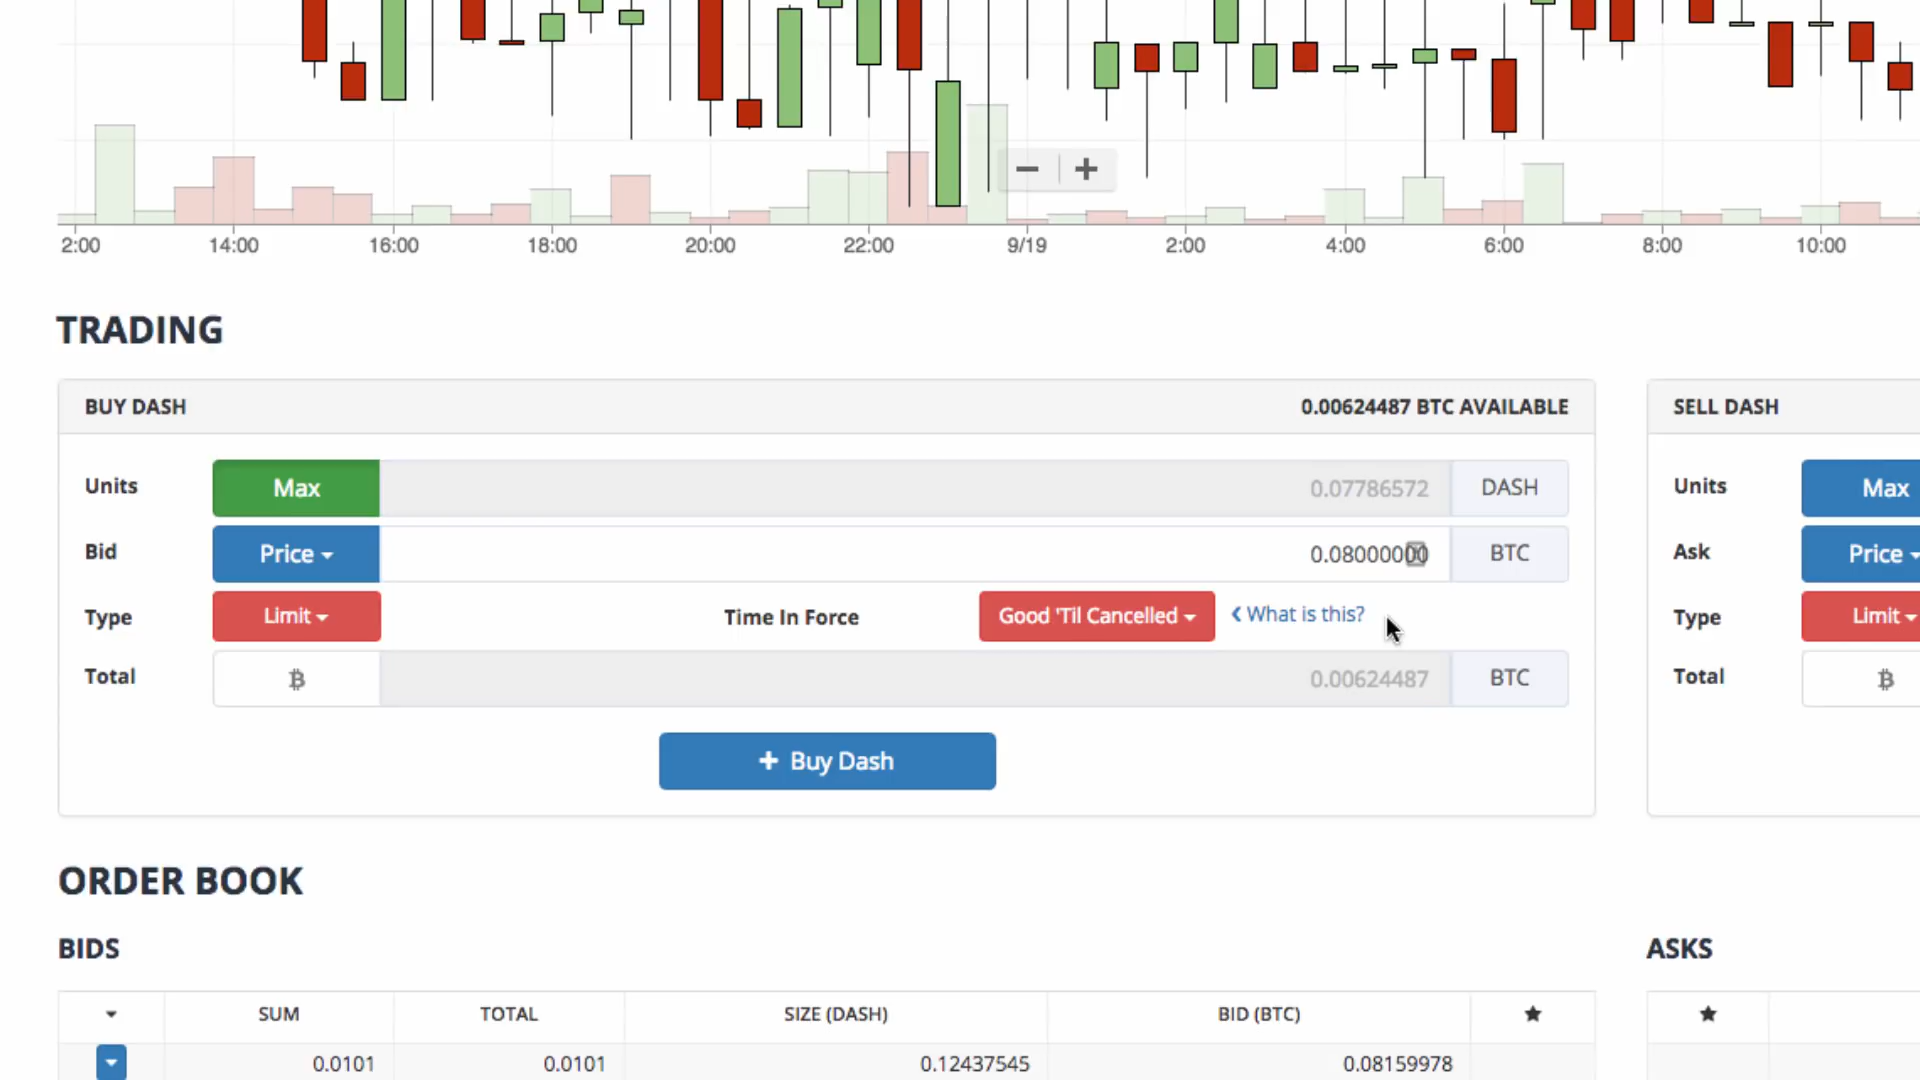 2:00 14:00 16:00 18:00 20:00 22:00 9/19 2:00 4:00 6:00 8:00 10:00
TRADING
BUY DASH 0.00624487 BTC AVAILABLE SELL DASH
Units Max 0.07786572 DASH Units Max
Bid Price 0.08000000 BTC Ask Price
Type Limit Time In Force Good 'Til Cancelled What is this? Type Limit
Total 0.00624487 BTC Total
+ Buy Dash
ORDER BOOK
BIDS ASKS
SUM TOTAL SIZE (DASH) BID (BTC)
0.0101 0.0101 0.12437545 0.08159978